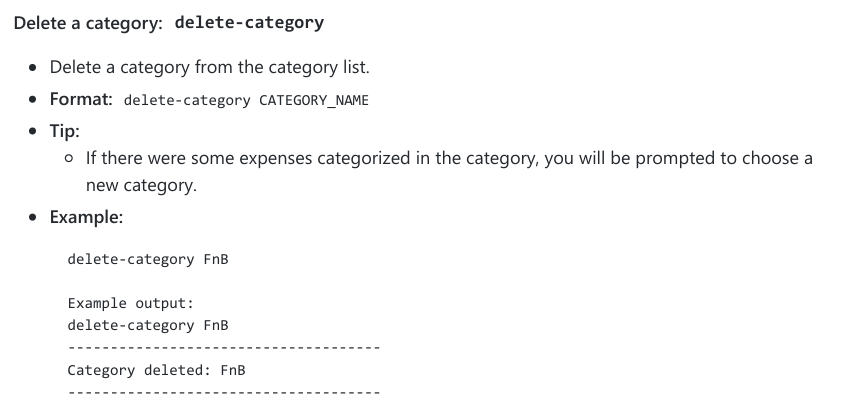 Delete a category: delete-category
Delete a category from the category list.
Format: delete-category CATEGORY_NAME
Tip:
If there were some expenses categorized in the category, you will be prompted to choose a
new category.
Example:
delete-category FnB
Example output:
delete-category FnB
-------------------------------------
Category deleted: FnB
-------------------------------------